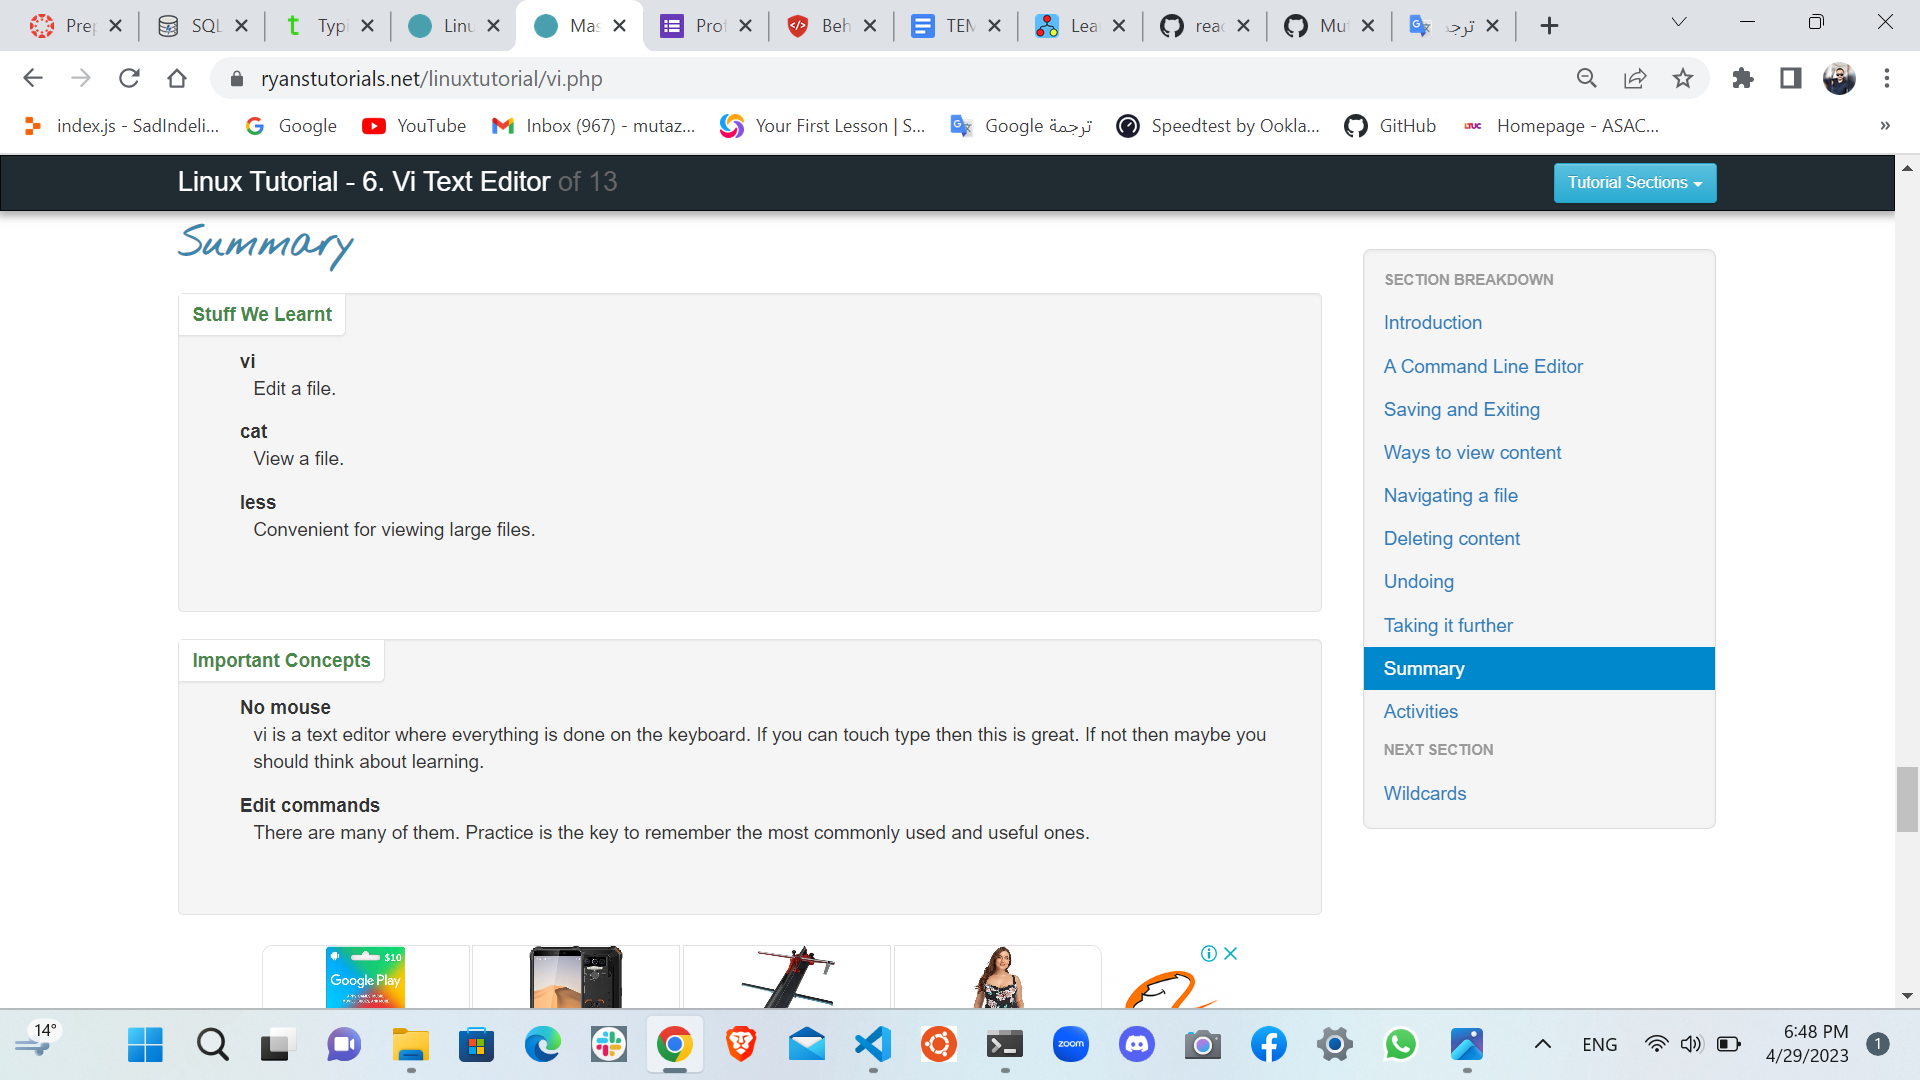 Pre
SQL
Typi
Linu
Mas
Prof
Beh
TEM
Lea
reac
Mut
ترجـ
ryanstutorials.net/linuxtutorial/vi.php
index.js - SadIndeli...
Google
YouTube
Inbox (967) - mutaz...
Your First Lesson | S...
ترجمة Google
Speedtest by Ookla...
GitHub
LTUC
Homepage - ASAC...
»
Linux Tutorial - 6. Vi Text Editor of 13
Tutorial Sections
Summary
Stuff We Learnt
vi
Edit a file.
cat
View a file.
less
Convenient for viewing large files.
Important Concepts
No mouse
vi is a text editor where everything is done on the keyboard. If you can touch type then this is great. If not then maybe you
should think about learning.
Edit commands
There are many of them. Practice is the key to remember the most commonly used and useful ones.
SECTION BREAKDOWN
Introduction
A Command Line Editor
Saving and Exiting
Ways to view content
Navigating a file
Deleting content
Undoing
Taking it further
Summary
Activities
NEXT SECTION
Wildcards
$10
Google Play
14°
zoom
ENG
6:48 PM
4/29/2023
1